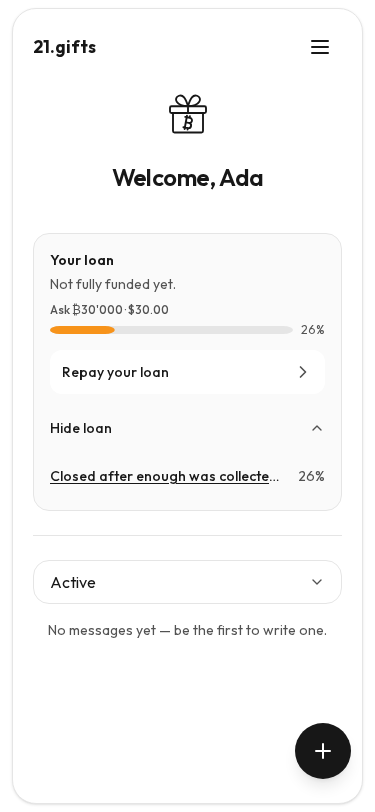 21.gifts
Welcome, Ada
Your loan
Not fully funded yet.
Ask ₿30'000 · $30.00
26%
Repay your loan
Hide loan
Closed after enough was collecte...
26%
Active
No messages yet — be the first to write one.